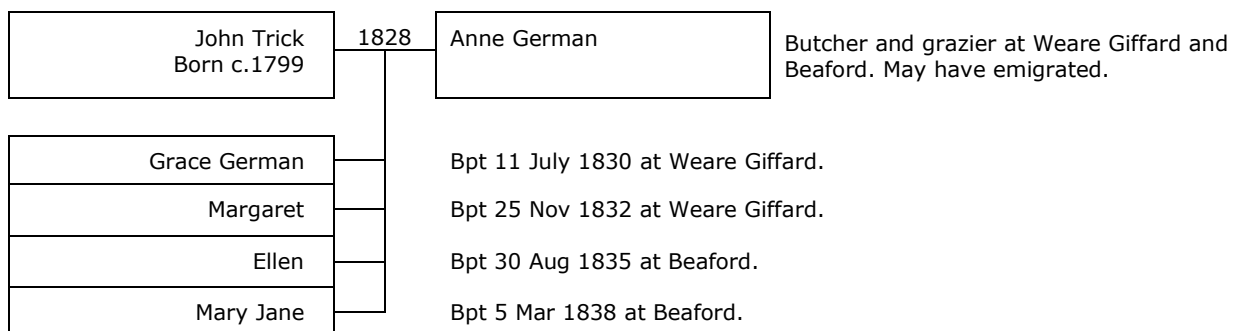 John Trick
Born c.1799
1828
Anne German
Butcher and grazier at Weare Giffard and
Beaford. May have emigrated.
Grace German
Bpt 11 July 1830 at Weare Giffard.
Margaret
Bpt 25 Nov 1832 at Weare Giffard.
Ellen
Bpt 30 Aug 1835 at Beaford.
Mary Jane
Bpt 5 Mar 1838 at Beaford.